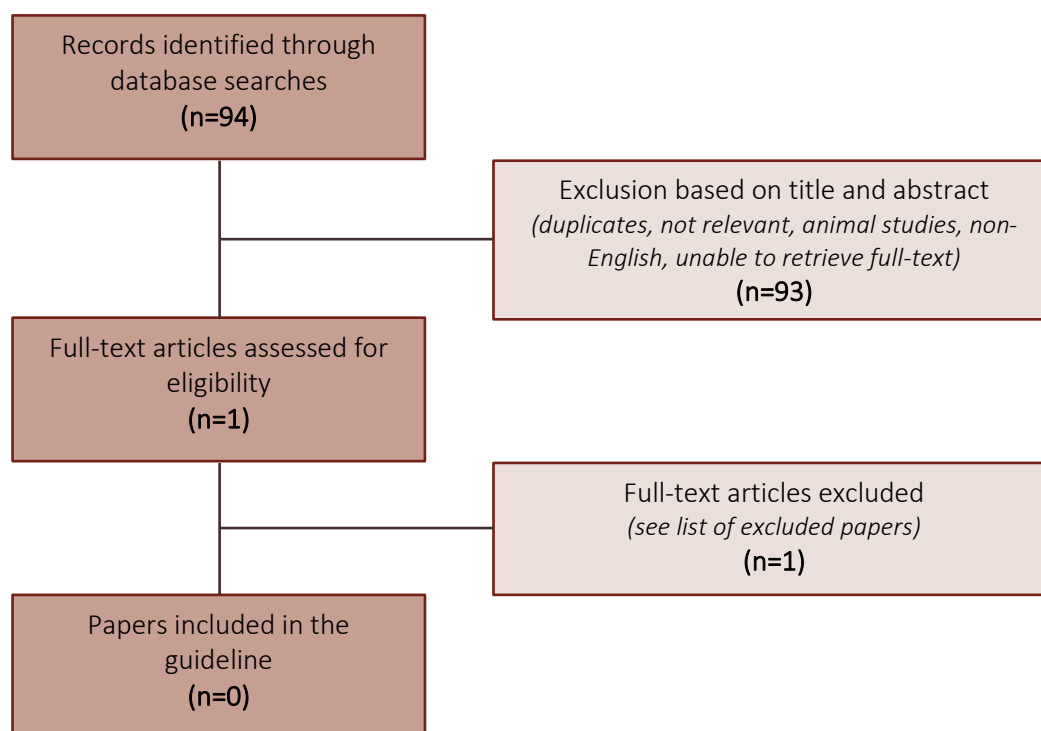 Records identified through
database searches
(n=94)
Exclusion based on title and abstract
(duplicates, not relevant, animal studies, non-
English, unable to retrieve full-text)
(n=93)
Full-text articles assessed for
eligibility
(n=1)
Full-text articles excluded
(see list of excluded papers)
(n=1)
Papers included in the
guideline
(n=0)